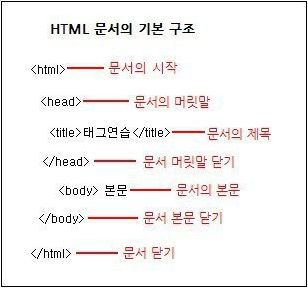 HTML 문서의 기본 구조
<html> 문서의 시작
<head> 문서의 머릿말
<title>태그연습</title> 문서의 제목
</head> 문서 머릿말 닫기
<body> 본문 문서의 본문
</body> 문서 본문 닫기
</html> 문서 닫기